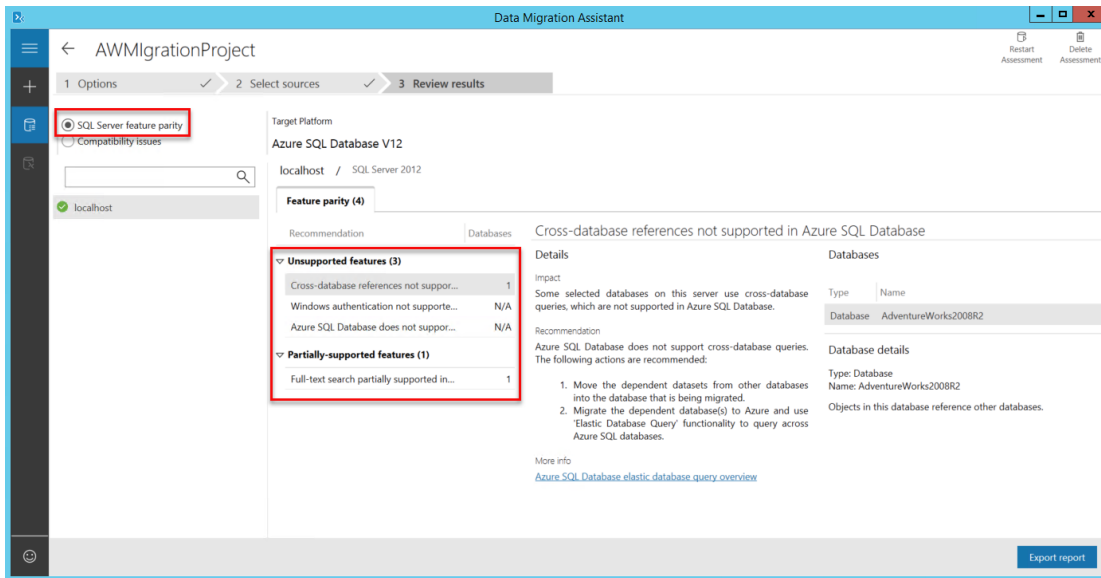 Data Migration Assistant
AWMIgrationProject
Restart
Assessment
Delete
Assessment
1 Options
2 Select sources
3 Review results
SQL Server feature parity
Compatibility issues
localhost
Target Platform
Azure SQL Database V12
localhost / SQL Server 2012
Feature parity (4)
Recommendation Databases
Unsupported features (3)
Cross-database references not suppor... 1
Windows authentication not supporte... N/A
Azure SQL Database does not suppor... N/A
Partially-supported features (1)
Full-text search partially supported in... 1
Cross-database references not supported in Azure SQL Database
Details
Impact
Some selected databases on this server use cross-database
queries, which are not supported in Azure SQL Database.
Recommendation
Azure SQL Database does not support cross-database queries.
The following actions are recommended:
1. Move the dependent datasets from other databases
into the database that is being migrated.
2. Migrate the dependent database(s) to Azure and use
'Elastic Database Query' functionality to query across
Azure SQL databases.
More info
Azure SQL Database elastic database query overview
Databases
Type Name
Database AdventureWorks2008R2
Database details
Type: Database
Name: AdventureWorks2008R2
Objects in this database reference other databases.
Export report